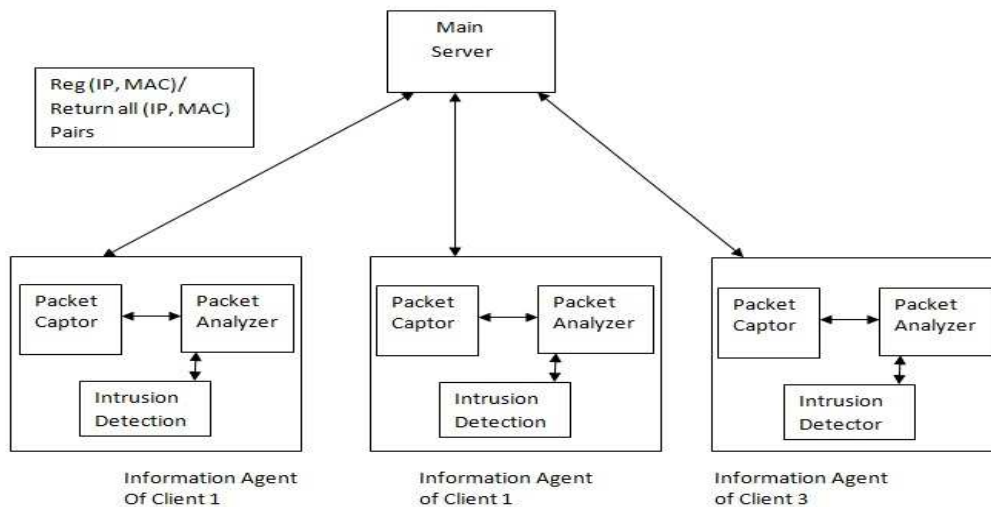 Main
Server
Reg (IP, MAC)/
Return all (IP, MAC)
Pairs
Packet
Captor
Packet
Analyzer
Intrusion
Detection
Packet
Captor
Packet
Analyzer
Intrusion
Detection
Packet
Captor
Packet
Analyzer
Intrusion
Detector
Information Agent
Of Client 1
Information Agent
of Client 1
Information Agent
of Client 3